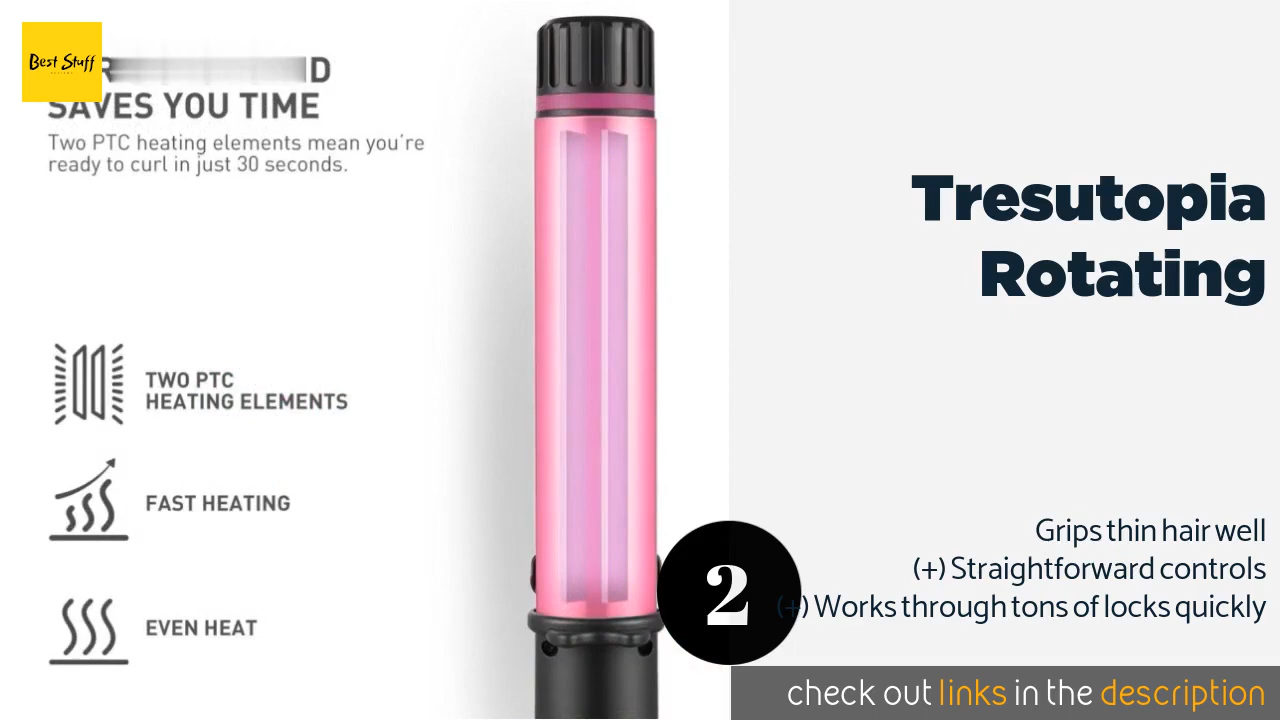 Best Stuff
SAVES YOU TIME
Two PTC heating elements mean you're
ready to curl in just 30 seconds.
TWO PTC
HEATING ELEMENTS
FAST HEATING
EVEN HEAT
Tresutopia
Rotating
Grips thin hair well
(+) Straightforward controls
(+) Works through tons of locks quickly
2
check out links in the description